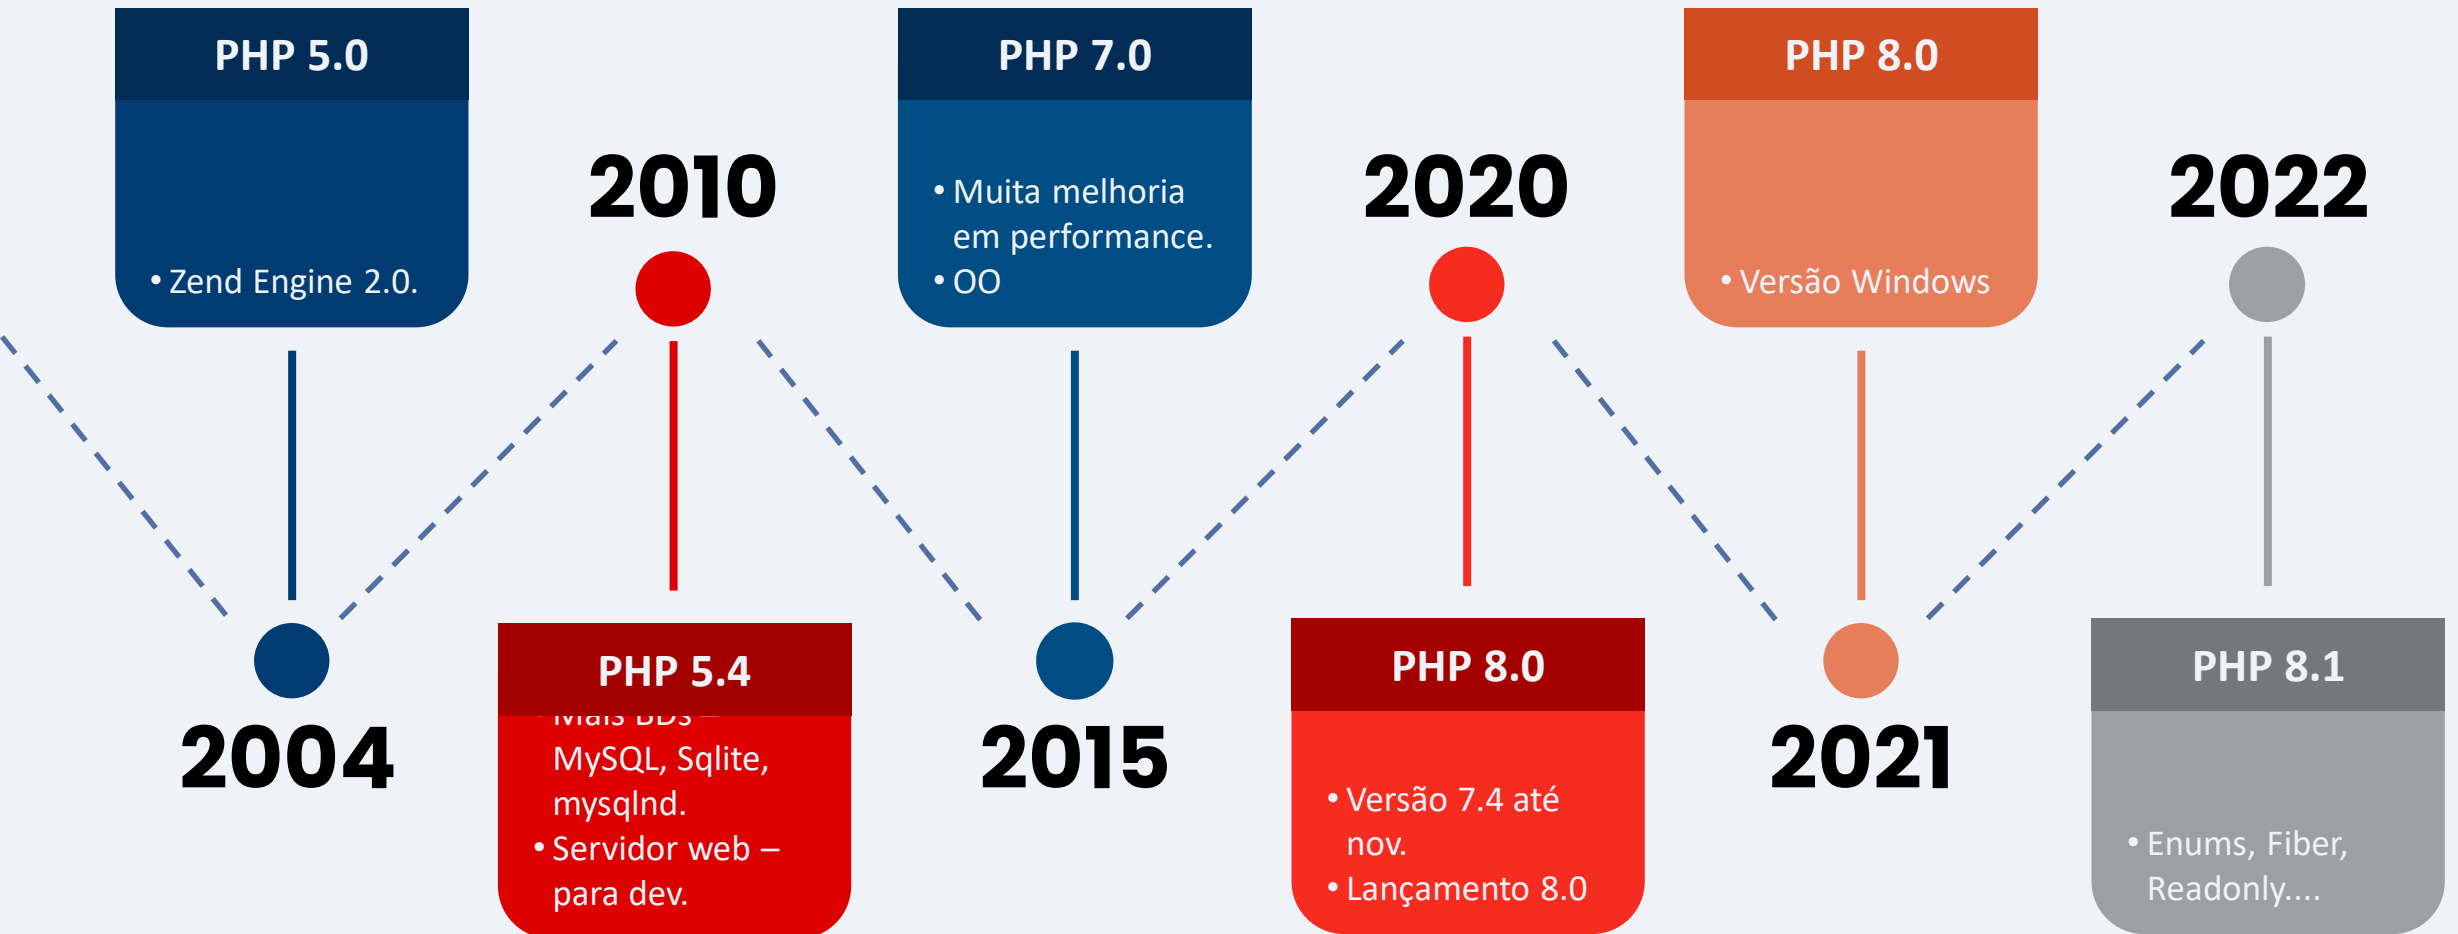 PHP 5.0
• Zend Engine 2.0.
2004
2010
PHP 5.4
• Mais BDs –
MySQL, Sqlite,
mysqlnd.
• Servidor web –
para dev.
PHP 7.0
• Muita melhoria
em performance.
• OO
2015
2020
PHP 8.0
• Versão 7.4 até
nov.
• Lançamento 8.0
PHP 8.0
• Versão Windows
2021
2022
PHP 8.1
• Enums, Fiber,
Readonly....